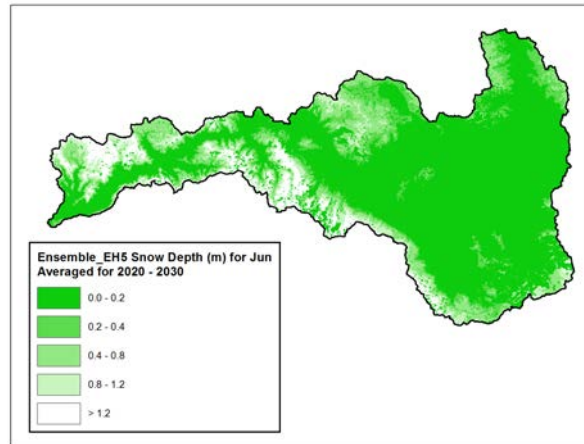 Ensemble_EH5 Snow Depth (m) for Jun
Averaged for 2020 - 2030
0.0 - 0.2
0.2 - 0.4
0.4 - 0.8
0.8 - 1.2
> 1.2